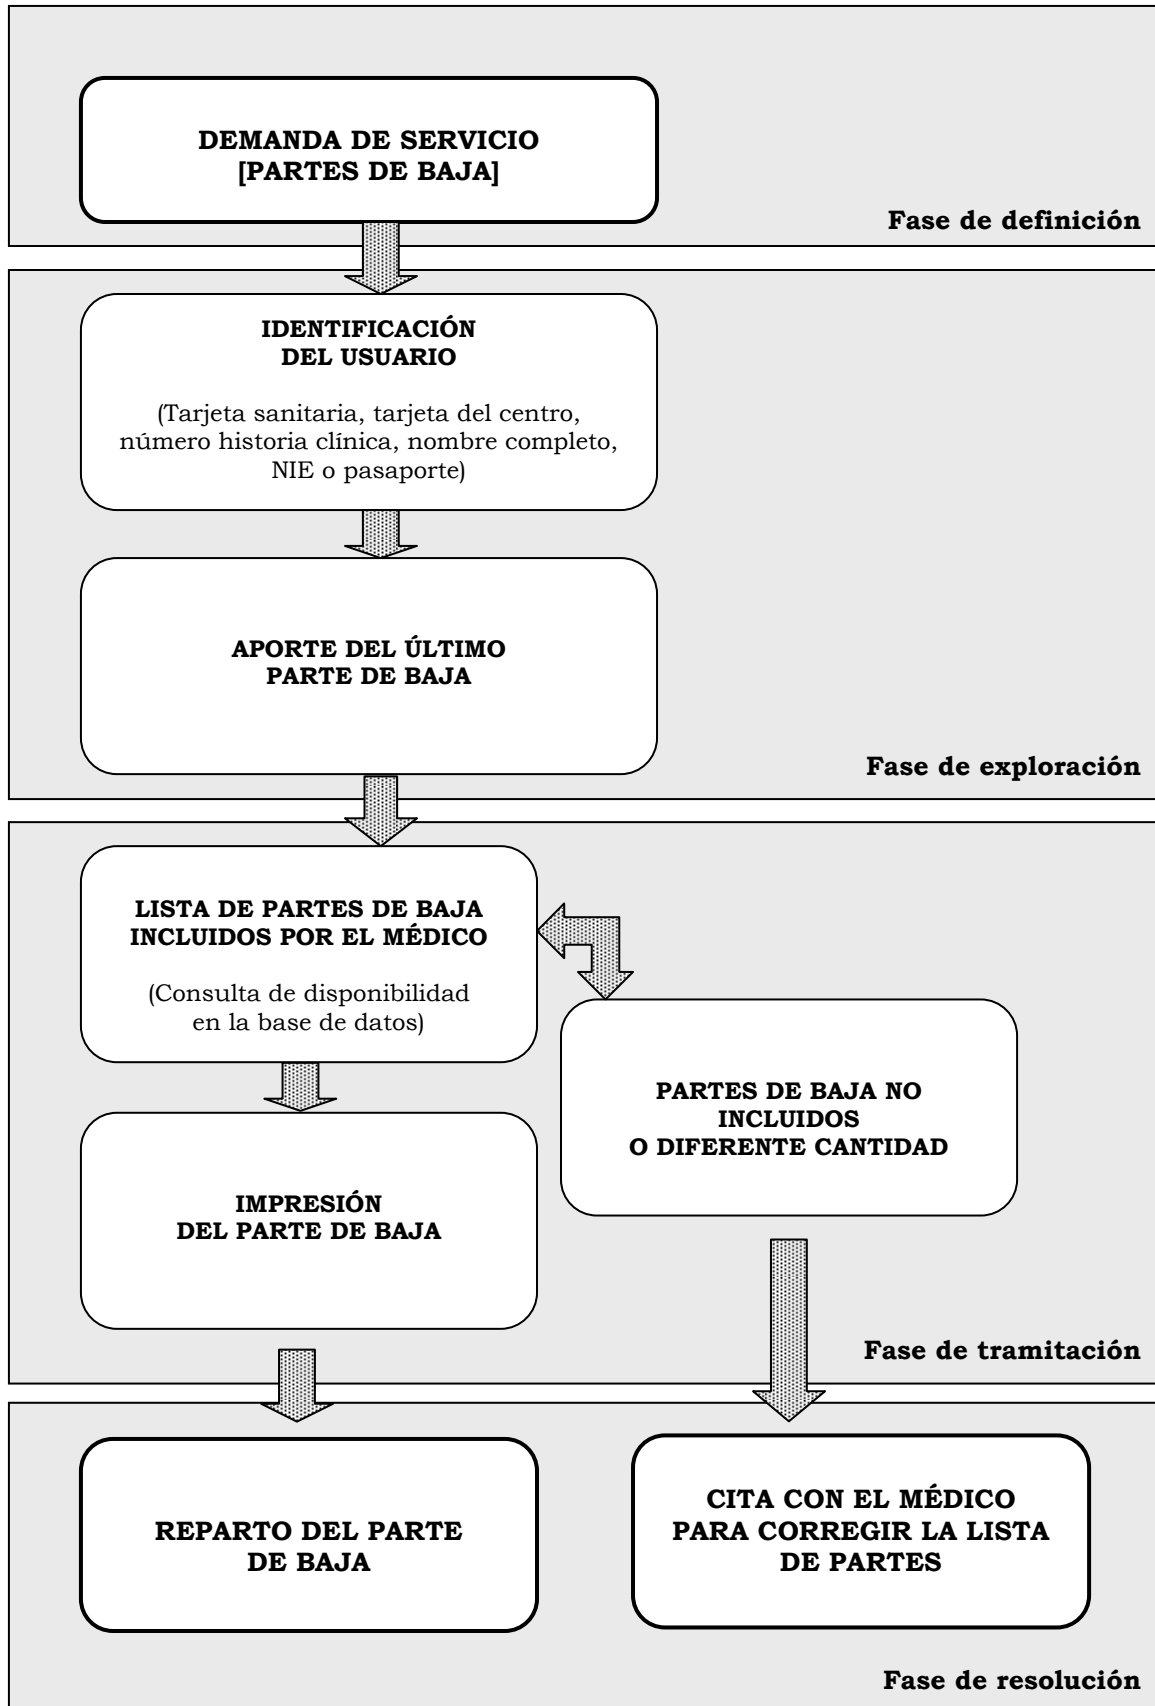 DEMANDA DE SERVICIO
[PARTES DE BAJA]
Fase de definición
IDENTIFICACIÓN
DEL USUARIO
(Tarjeta sanitaria, tarjeta del centro,
número historia clínica, nombre completo,
NIE o pasaporte)
APORTE DEL ÚLTIMO
PARTE DE BAJA
Fase de exploración
LISTA DE PARTES DE BAJA
INCLUIDOS POR EL MÉDICO
(Consulta de disponibilidad
en la base de datos)
PARTES DE BAJA NO
INCLUIDOS
O DIFERENTE CANTIDAD
IMPRESIÓN
DEL PARTE DE BAJA
Fase de tramitación
REPARTO DEL PARTE
DE BAJA
CITA CON EL MÉDICO
PARA CORREGIR LA LISTA
DE PARTES
Fase de resolución